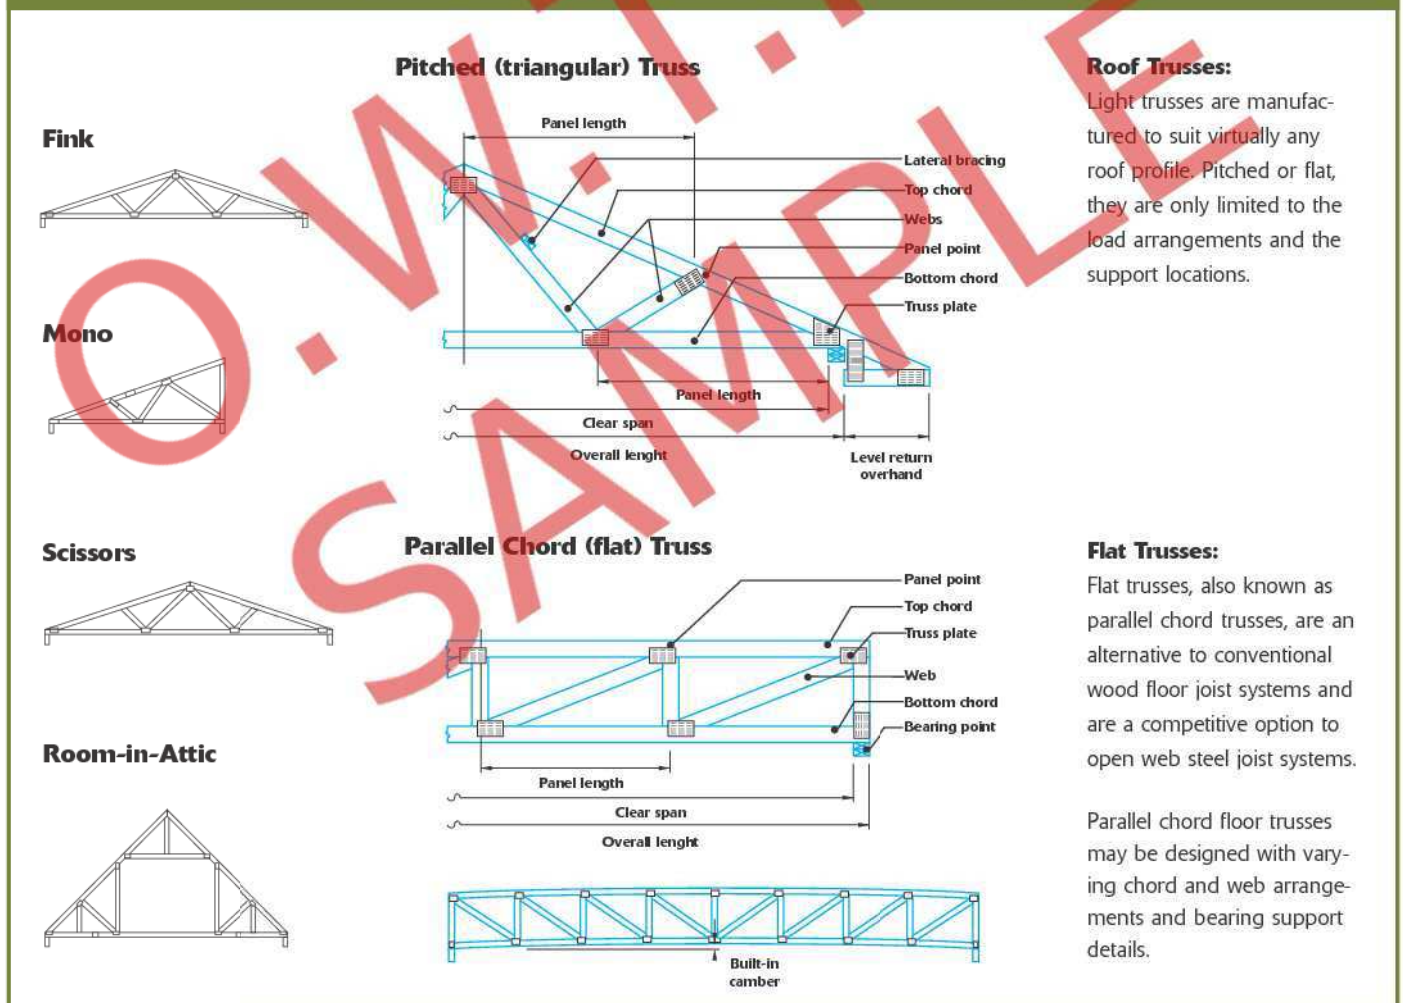 Pitched (triangular) Truss
Fink
Mono
Scissors
Room-in-Attic
Panel length
Lateral bracing
Top chord
Webs
Panel point
Bottom chord
Truss plate
Panel length
Clear span
Overall lenght
Level return
overhand
Parallel Chord (flat) Truss
Panel point
Top chord
Truss plate
Web
Bottom chord
Bearing point
Panel length
Clear span
Overall lenght
Built-in
camber
Roof Trusses:
Light trusses are manufac-
tured to suit virtually any
roof profile. Pitched or flat,
they are only limited to the
load arrangements and the
support locations.
Flat Trusses:
Flat trusses, also known as
parallel chord trusses, are an
alternative to conventional
wood floor joist systems and
are a competitive option to
open web steel joist systems.
Parallel chord floor trusses
may be designed with vary-
ing chord and web arrange-
ments and bearing support
details.
SAMPLE